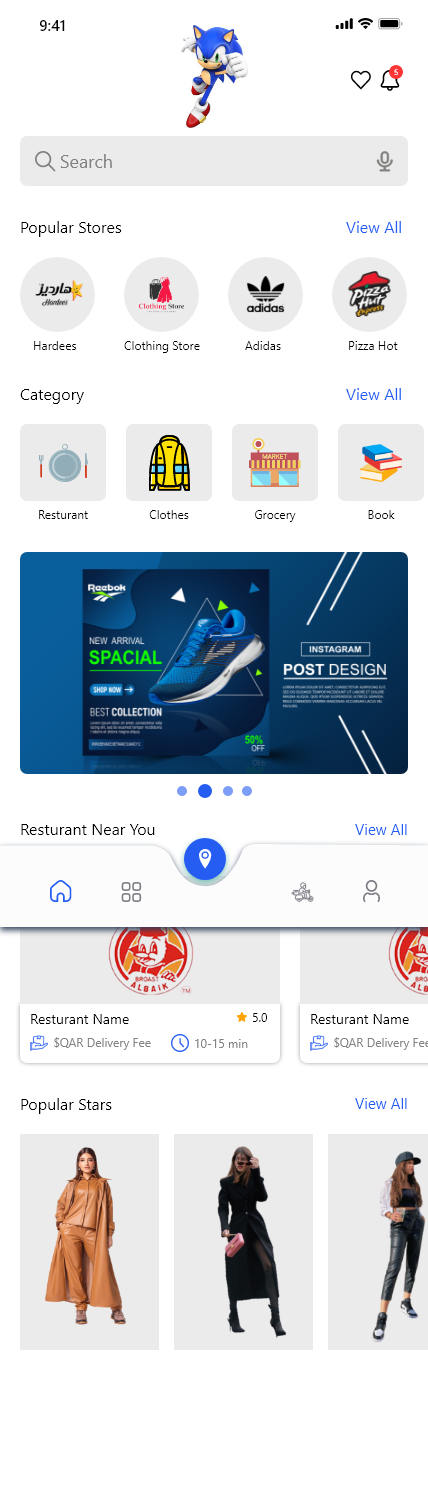 9:41
5
Search
Popular Stores
View All
هارديز
Hardees
Clothing Store
adidas
Pizza
Hut
Express
Hardees
Clothing Store
Adidas
Pizza Hot
Category
View All
MARKET
Resturant
Clothes
Grocery
Book
Reebok
NEW ARRIVAL
SPACIAL
SHOP NOW
BEST COLLECTION
50%
OFF
INSTAGRAM
POST DESIGN
Resturant Near You
View All
BROAST
ALBAIK
TM
Resturant Name
5.0
$QAR Delivery Fee
10-15 min
Resturant Name
$QAR Delivery Fee
Popular Stars
View All